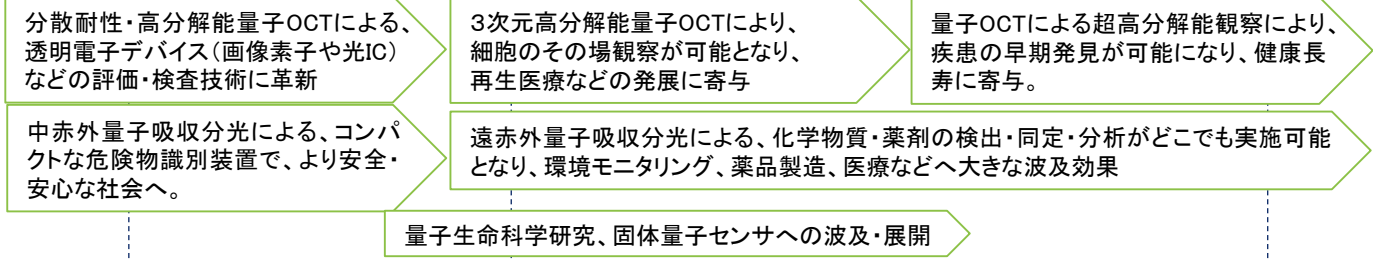 分散耐性・高分解能量子OCTによる、
透明電子デバイス（画像素子や光IC）
などの評価・検査技術に革新
３次元高分解能量子OCTにより、
細胞のその場観察が可能となり、
再生医療などの発展に寄与
量子OCTによる超高分解能観察により、
疾患の早期発見が可能になり、健康長
寿に寄与。
中赤外量子吸収分光による、コンパ
クトな危険物識別装置で、より安全・
安心な社会へ。
遠赤外量子吸収分光による、化学物質・薬剤の検出・同定・分析がどこでも実施可能
となり、環境モニタリング、薬品製造、医療などへ大きな波及効果
量子生命科学研究、固体量子センサへの波及・展開